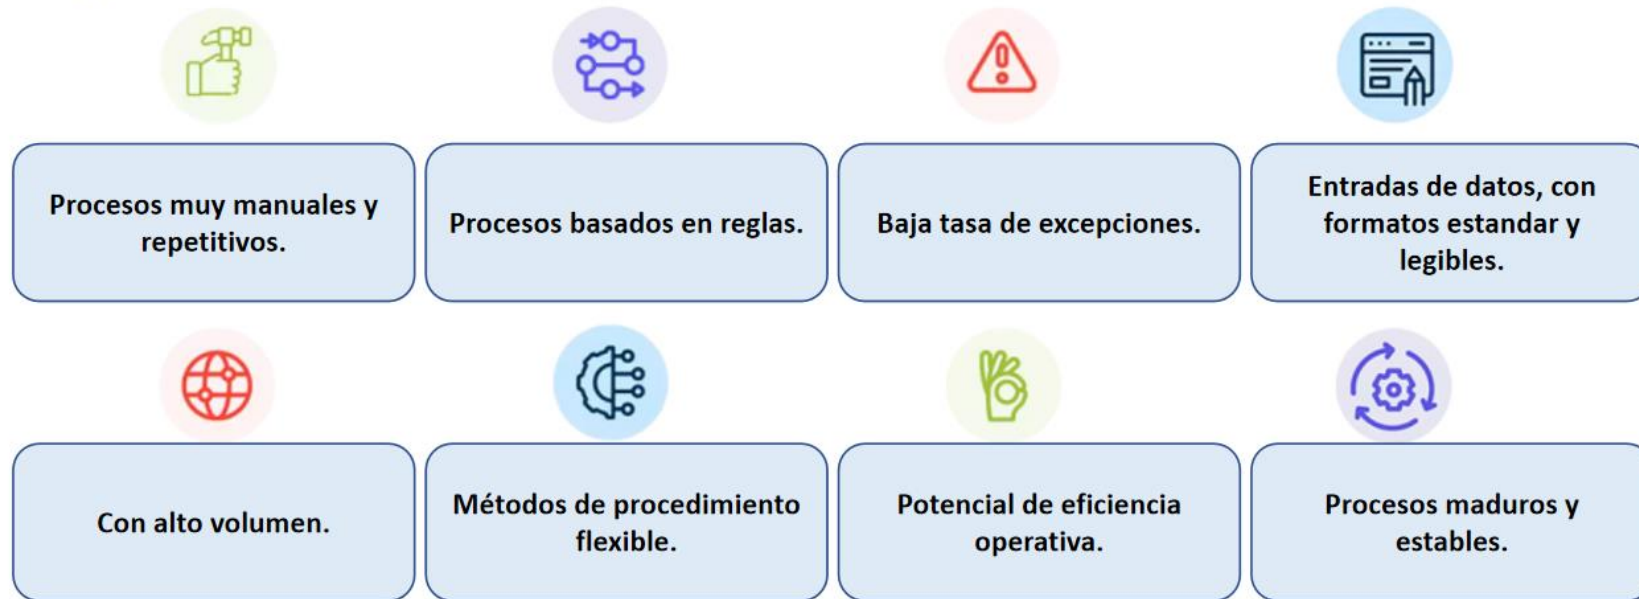 Procesos muy manuales y
repetitivos.
Procesos basados en reglas.
Baja tasa de excepciones.
Entradas de datos, con
formatos estandar y
legibles.
Con alto volumen.
Métodos de procedimiento
flexible.
Potencial de eficiencia
operativa.
Procesos maduros y
estables.